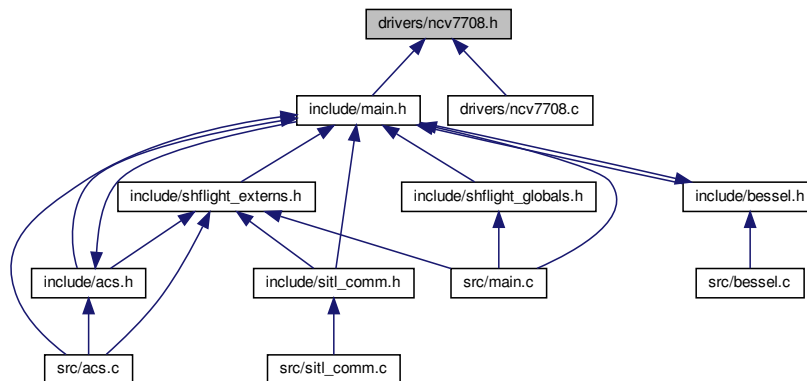 drivers/ncv7708.h
include/main.h
drivers/ncv7708.c
include/shflight_externs.h
include/shflight_globals.h
include/bessel.h
include/acs.h
include/sitl_comm.h
src/main.c
src/bessel.c
src/acs.c
src/sitl_comm.c